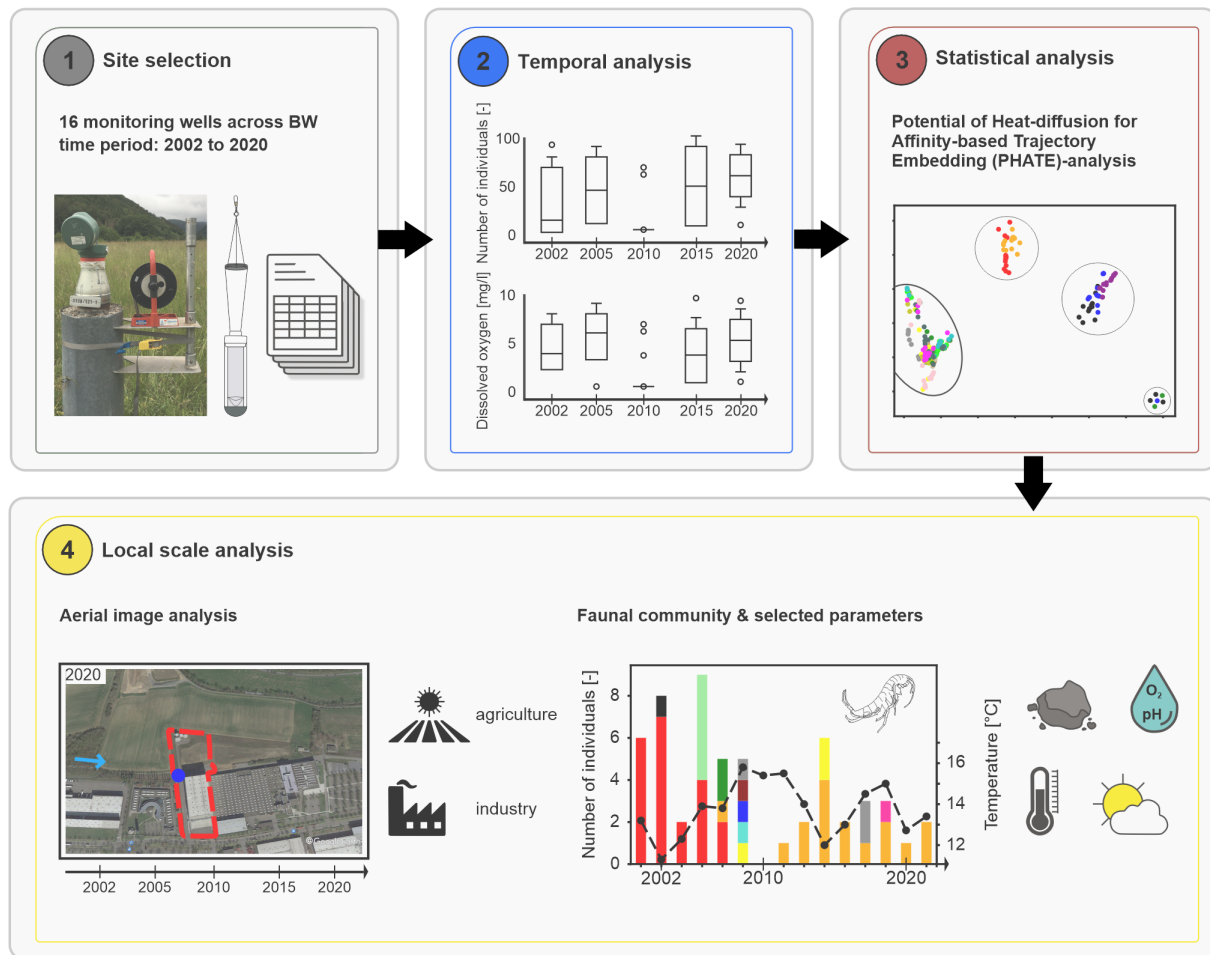 1
Site selection
16 monitoring wells across BW
time period: 2002 to 2020
2
Temporal analysis
Number of individuals [-]
100
50
0
2002
2005
2010
2015
2020
Dissolved oxygen [mg/l]
10
5
0
2002
2005
2010
2015
2020
3
Statistical analysis
Potential of Heat-diffusion for
Affinity-based Trajectory
Embedding (PHATE)-analysis
4
Local scale analysis
Aerial image analysis
2020
2002
2005
2010
2015
2020
agriculture
industry
Faunal community & selected parameters
Number of individuals [-]
8
6
4
2
0
2002
2010
2020
16
14
12
Temperature [°C]
O₂
pH